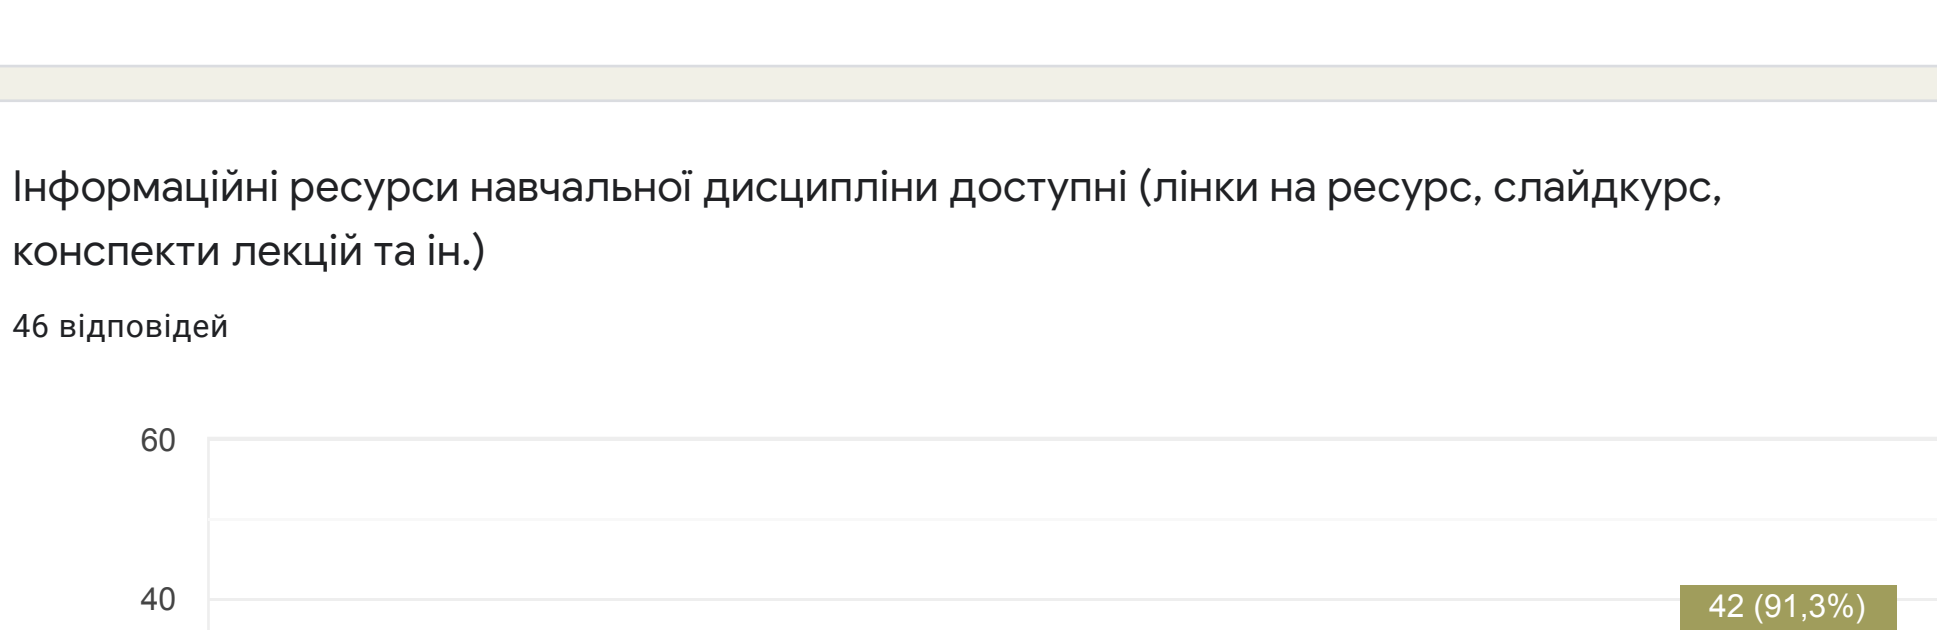 Інформаційні ресурси навчальної дисципліни доступні (лінки на ресурс, слайдкурс,
конспекти лекцій та ін.)
46 відповідей
60
40
42 (91,3%)